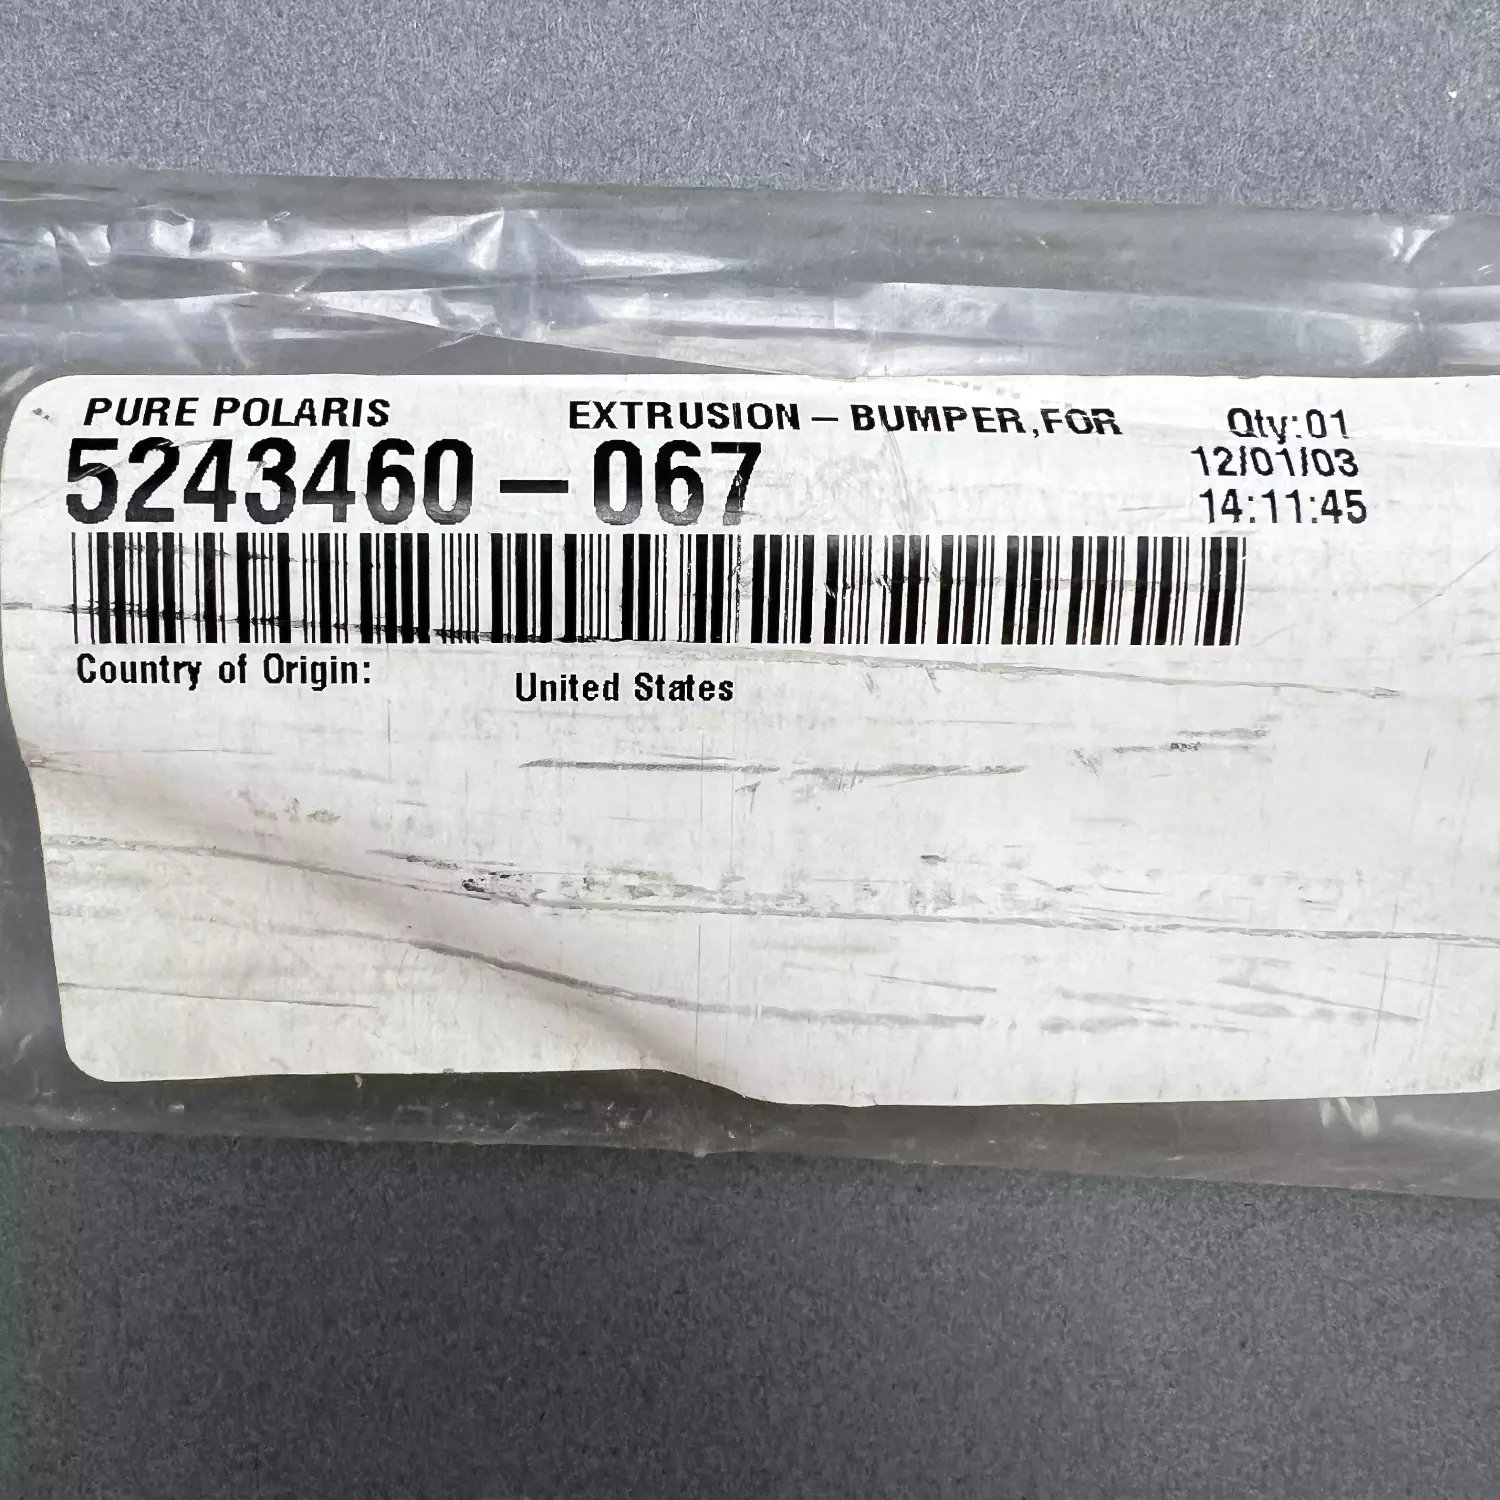 PURE POLARIS EXTRUSION-BUMPER,FOR Qty:01
5243460-067 12/01/03
14:11:45
Country of Origin: United States